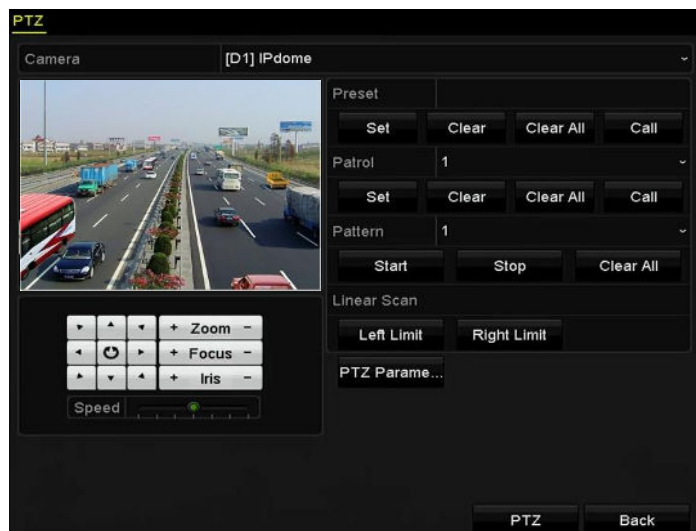 PTZ
Camera [D1] IPdome
Preset
Set Clear Clear All Call
Patrol 1
Set Clear Clear All Call
Pattern 1
Start Stop Clear All
Linear Scan
Left Limit Right Limit
PTZ Parame...
+ Zoom -
+ Focus -
+ Iris -
Speed
PTZ Back